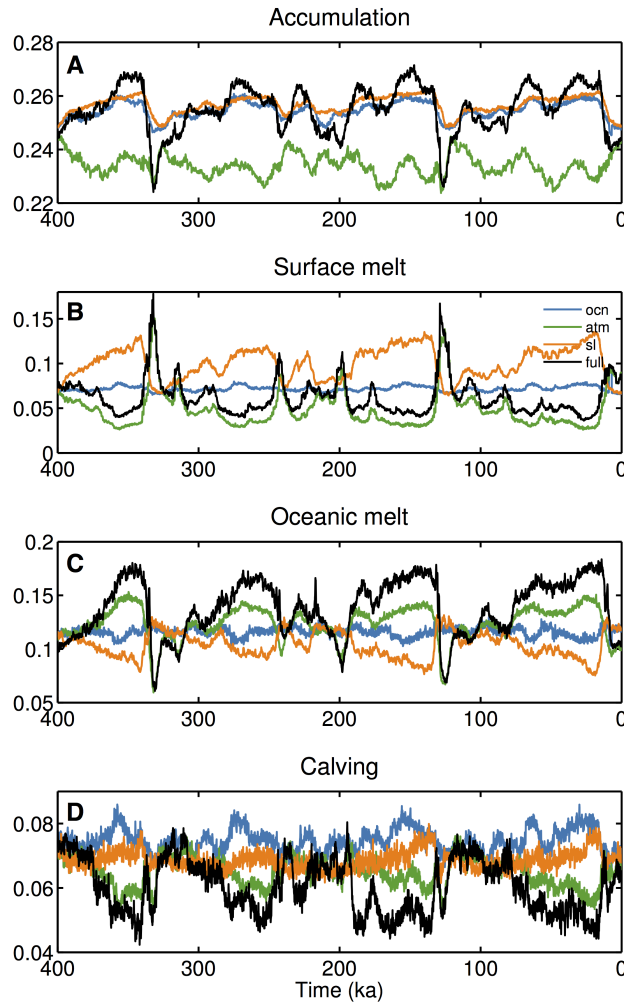 Accumulation
A
0.28
0.26
0.24
0.22
400 300 200 100 0
Surface melt
B
0.15
0.1
0.05
0
ocn
atm
sl
full
400 300 200 100 0
Oceanic melt
C
0.2
0.15
0.1
0.05
400 300 200 100 0
Calving
D
0.08
0.06
0.04
400 300 200 100 0
Time (ka)